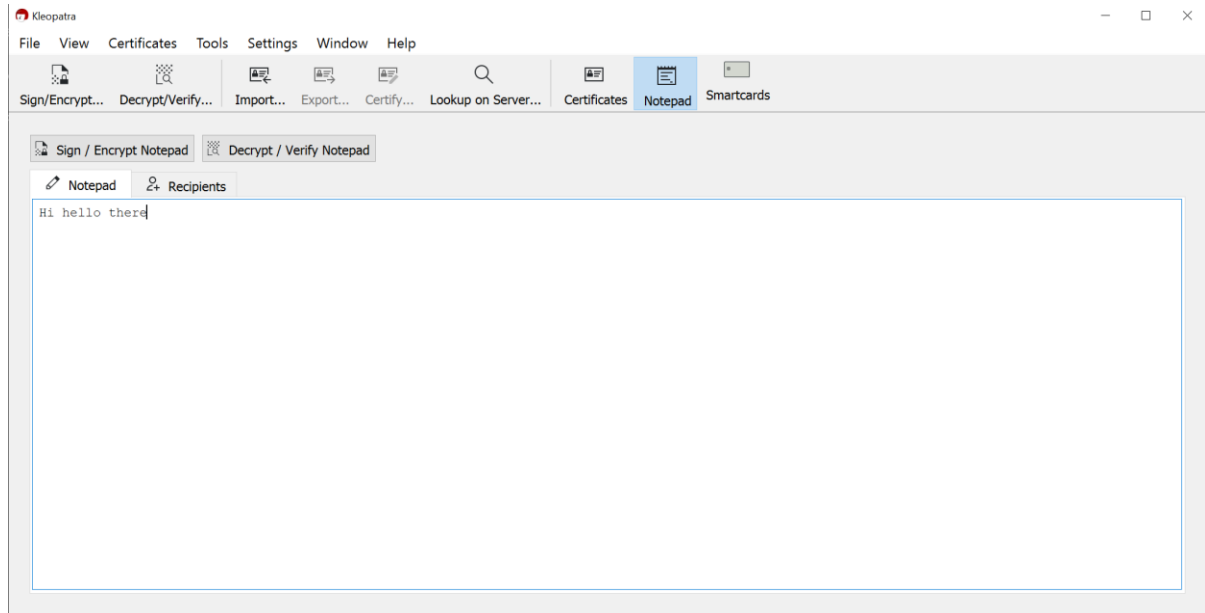 Kleopatra
File View Certificates Tools Settings Window Help
Sign/Encrypt... Decrypt/Verify... Import... Export... Certify... Lookup on Server... Certificates Notepad Smartcards
Sign / Encrypt Notepad Decrypt / Verify Notepad
Notepad Recipients
Hi hello there